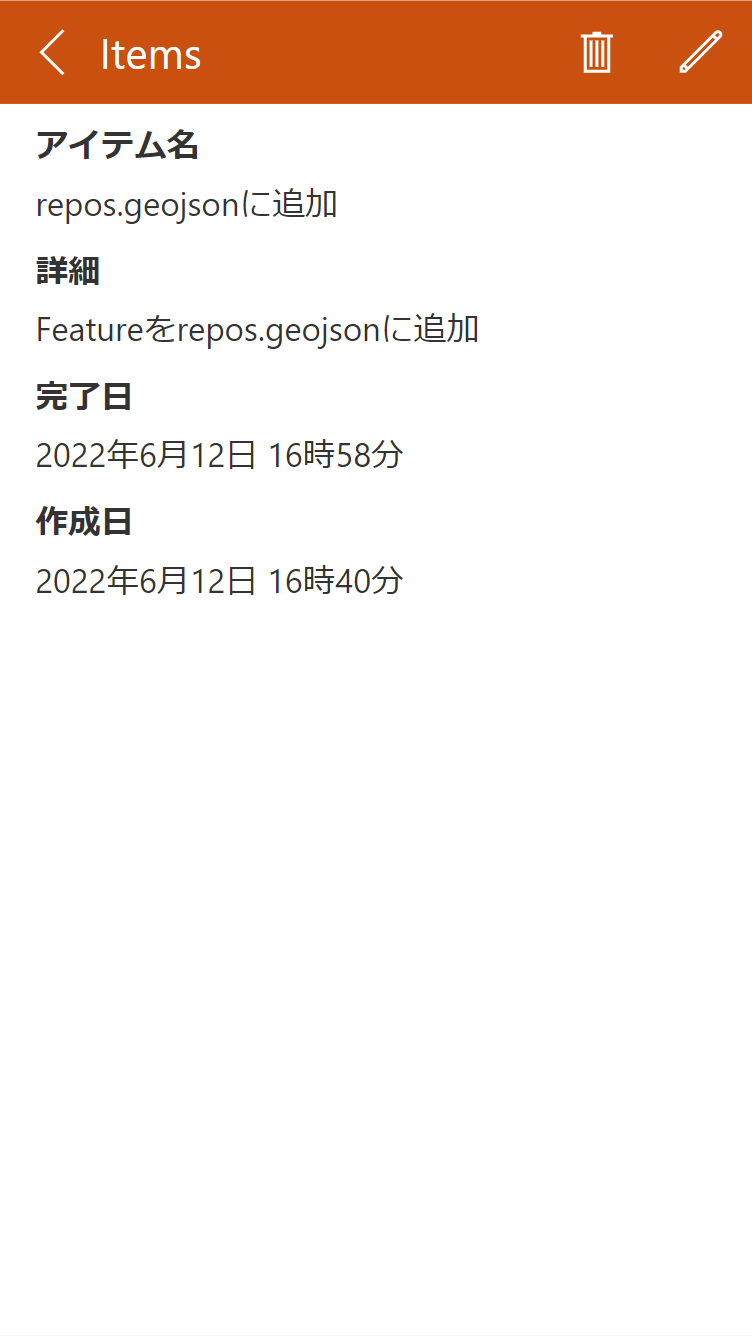 Items
アイテム名
repos.geojsonに追加
詳細
Featureをrepos.geojsonに追加
完了日
2022年6月12日 16時58分
作成日
2022年6月12日 16時40分